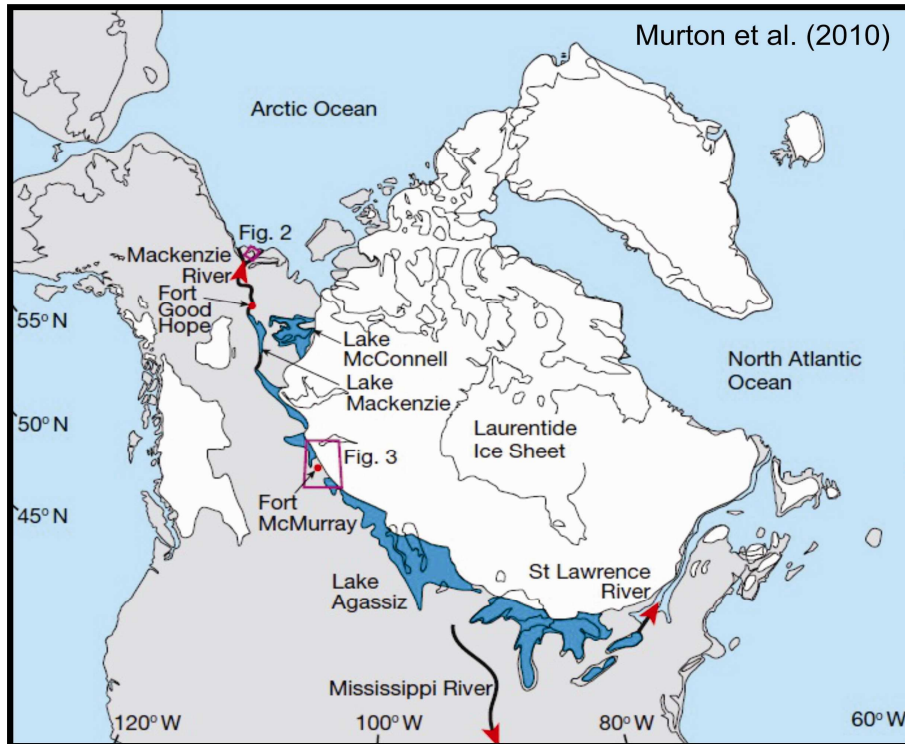 Murton et al. (2010)
Arctic Ocean
Fig. 2
Mackenzie
River
Fort
Good
Hope
55° N
Lake
McConnell
Lake
Mackenzie
North Atlantic
Ocean
50° N
Laurentide
Ice Sheet
Fig. 3
45° N
Fort
McMurray
Lake
Agassiz
St Lawrence
River
Mississippi River
120° W
100° W
80° W
60° W